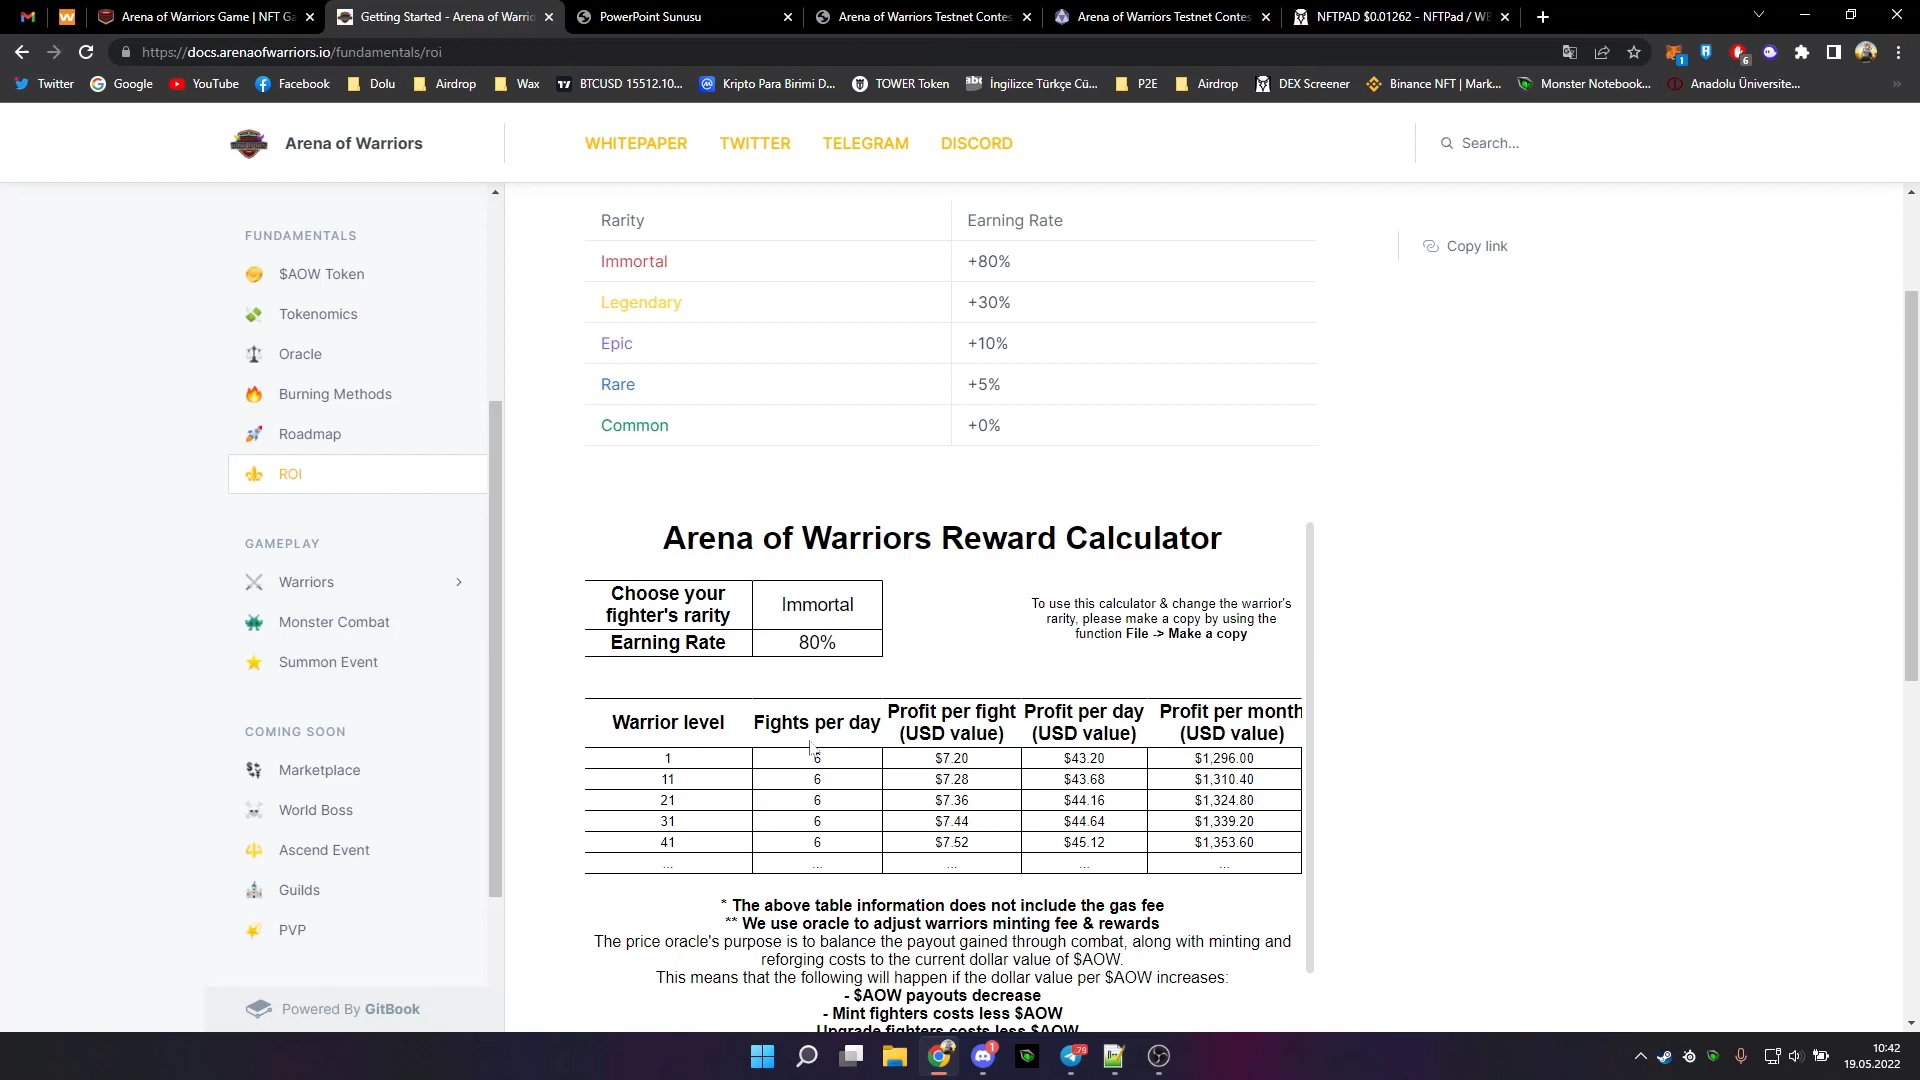 Arena of Warriors Game | NFT Ga
Getting Started - Arena of Warric
PowerPoint Sunusu
Arena of Warriors Testnet Contes
Arena of Warriors Testnet Contes
NFTPAD $0.01262 - NFTPad / WB
https://docs.arenaofwarriors.io/fundamentals/roi
Twitter
Google
YouTube
Facebook
Dolu
Airdrop
Wax
BTCUSD 15512.10...
Kripto Para Birimi D...
TOWER Token
İngilizce Türkçe Cü...
P2E
Airdrop
DEX Screener
Binance NFT | Mark...
Monster Notebook...
Anadolu Üniversite...
Arena of Warriors
WHITEPAPER
TWITTER
TELEGRAM
DISCORD
Search...
FUNDAMENTALS
$AOW Token
Tokenomics
Oracle
Burning Methods
Roadmap
ROI
GAMEPLAY
Warriors
Monster Combat
Summon Event
COMING SOON
Marketplace
World Boss
Ascend Event
Guilds
PVP
Powered By GitBook
Rarity Earning Rate
Immortal +80%
Legendary +30%
Epic +10%
Rare +5%
Common +0%
Copy link
Arena of Warriors Reward Calculator
Choose your fighter's rarity Immortal
Earning Rate 80%
To use this calculator & change the warrior's
rarity, please make a copy by using the
function File -> Make a copy
Warrior level Fights per day Profit per fight (USD value) Profit per day (USD value) Profit per month (USD value)
1 6 $7.20 $43.20 $1,296.00
11 6 $7.28 $43.68 $1,310.40
21 6 $7.36 $44.16 $1,324.80
31 6 $7.44 $44.64 $1,339.20
41 6 $7.52 $45.12 $1,353.60
... ... ... ... ...
* The above table information does not include the gas fee
** We use oracle to adjust warriors minting fee & rewards
The price oracle's purpose is to balance the payout gained through combat, along with minting and
reforging costs to the current dollar value of $AOW.
This means that the following will happen if the dollar value per $AOW increases:
- $AOW payouts decrease
- Mint fighters costs less $AOW
Upgrade fighters costs less $AOW
10:42
19.05.2022